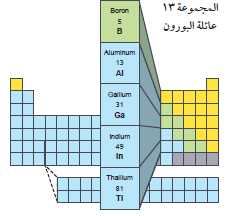 المجموعة ١٣
عائلة البورون
Boron
5
B
Aluminum
13
Al
Gallium
31
Ga
Indium
49
In
Thallium
81
Tl